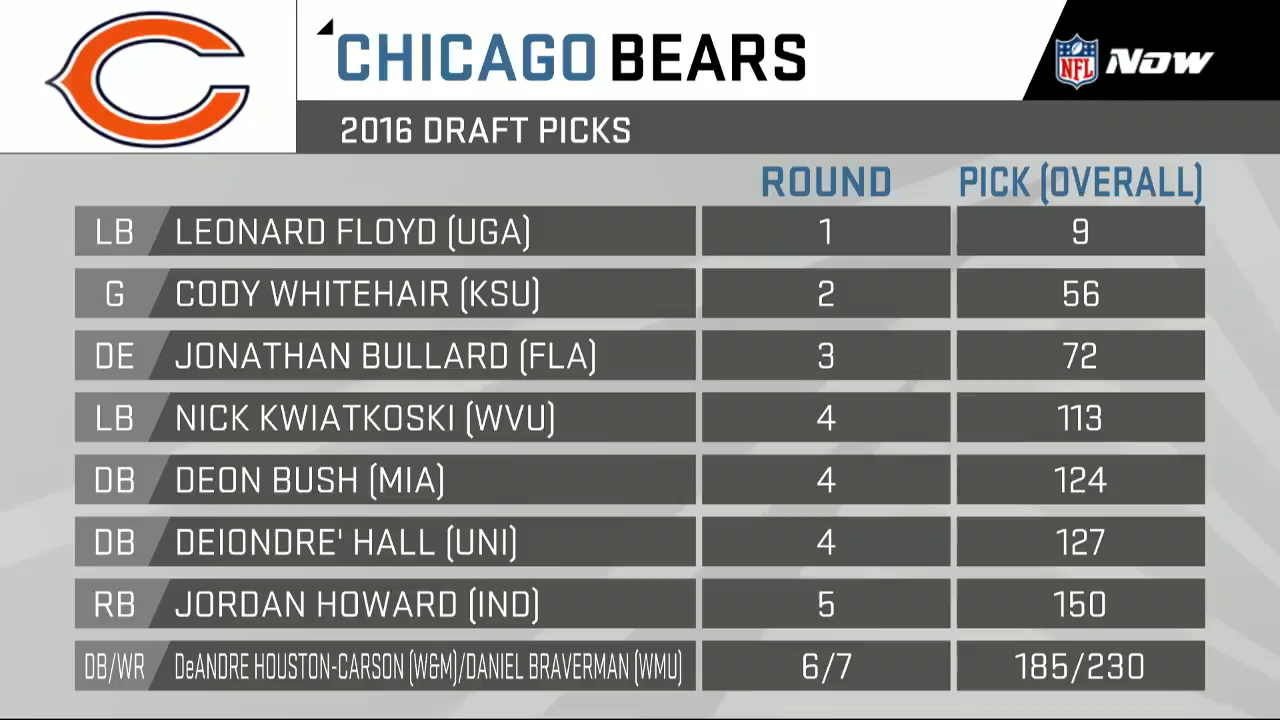 CHICAGO BEARS
NFL NOW
2016 DRAFT PICKS
ROUND PICK (OVERALL)
LB LEONARD FLOYD (UGA) 1 9
G CODY WHITEHAIR (KSU) 2 56
DE JONATHAN BULLARD (FLA) 3 72
LB NICK KWIATKOSKI (WVU) 4 113
DB DEON BUSH (MIA) 4 124
DB DEIONDRE' HALL (UNI) 4 127
RB JORDAN HOWARD (IND) 5 150
DB/WR DeANDRE HOUSTON-CARSON (W&M)/DANIEL BRAVERMAN (WMU) 6/7 185/230